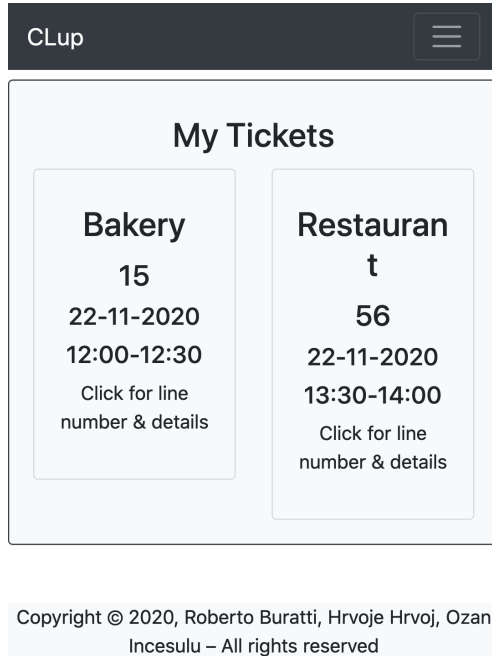 CLup
My Tickets
Bakery
15
22-11-2020
12:00-12:30
Click for line
number & details
Restauran
t
56
22-11-2020
13:30-14:00
Click for line
number & details
Copyright © 2020, Roberto Buratti, Hrvoje Hrvoj, Ozan
Incesulu – All rights reserved